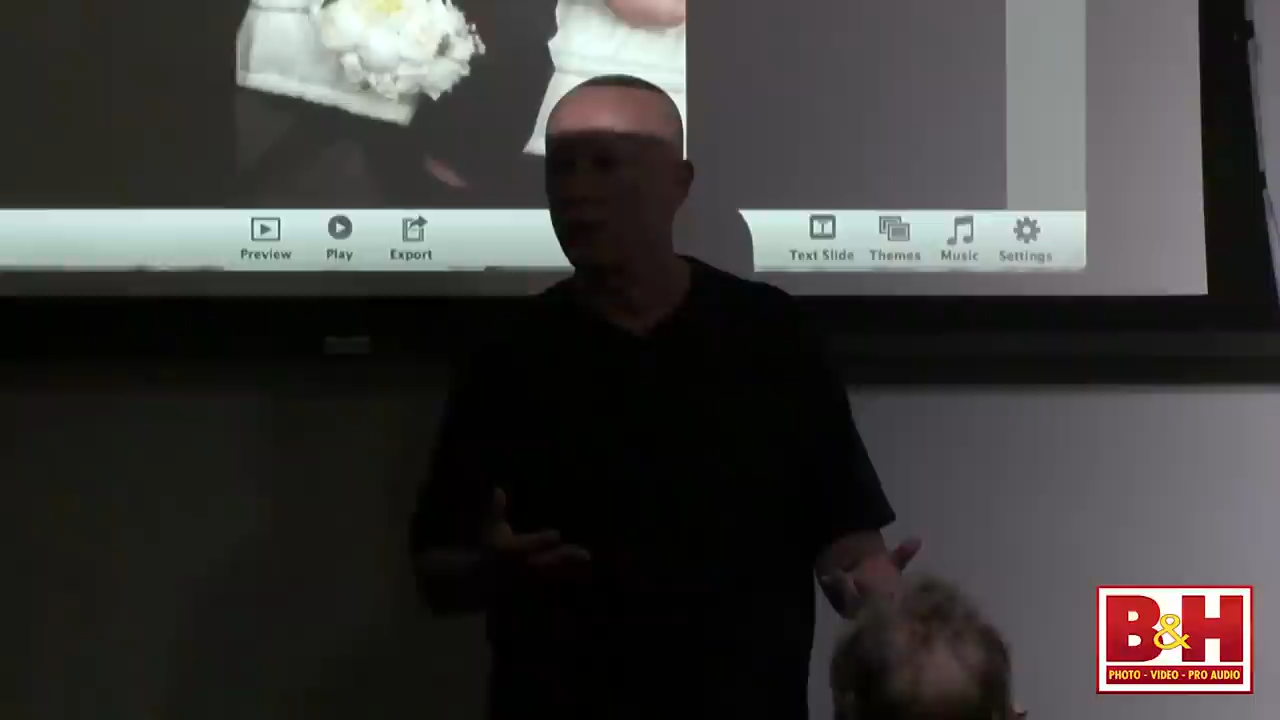 Preview Play Export Text Slide Themes Music Settings
B&H
PHOTO - VIDEO - PRO AUDIO